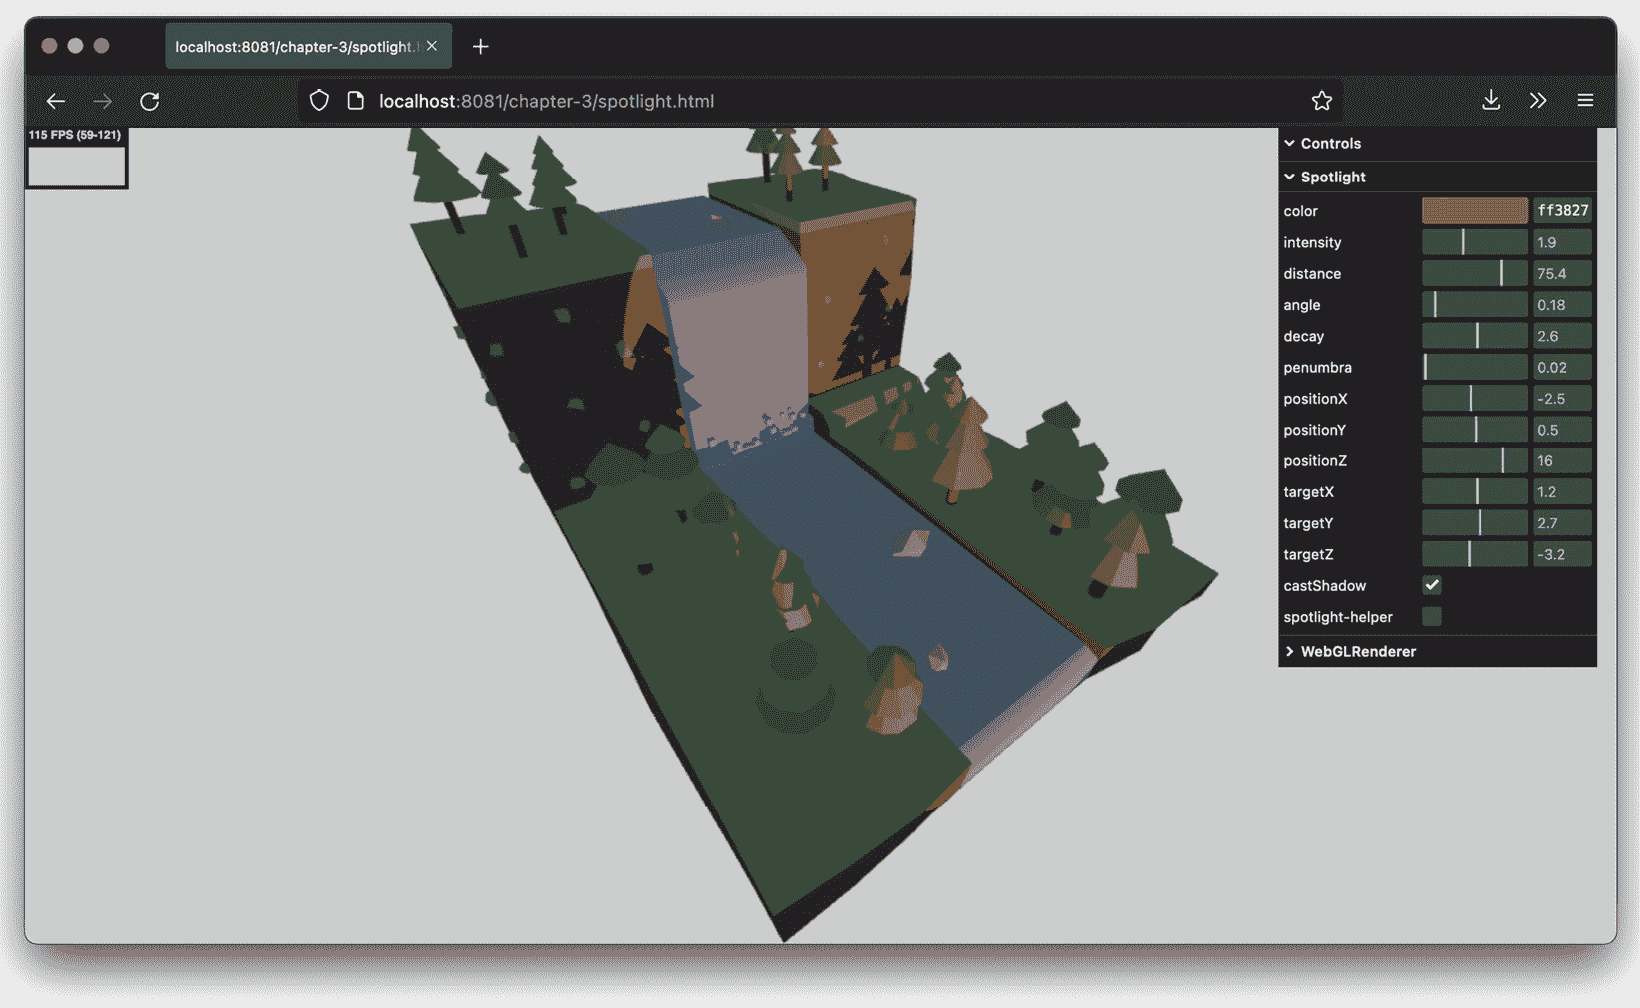 localhost:8081/chapter-3/spotlight.
localhost:8081/chapter-3/spotlight.html
115 FPS (59-121)
Controls
Spotlight
color ff3827
intensity 1.9
distance 75.4
angle 0.18
decay 2.6
penumbra 0.02
positionX -2.5
positionY 0.5
positionZ 16
targetX 1.2
targetY 2.7
targetZ -3.2
castShadow
spotlight-helper
WebGLRenderer